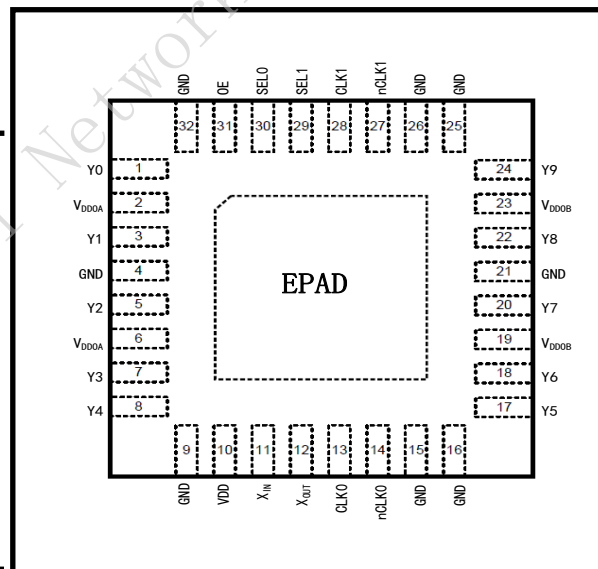 GND OE SEL0 SEL1 CLK1 nCLK1 GND GND
32 31 30 29 28 27 26 25
Y0 1 24 Y9
VDDOA 2 23 VDDOB
Y1 3 22 Y8
GND 4 21 GND
EPAD
Y2 5 20 Y7
VDDOA 6 19 VDDOB
Y3 7 18 Y6
Y4 8 17 Y5
9 10 11 12 13 14 15 16
GND VDD XIN XOUT CLK0 nCLK0 GND GND
Networ